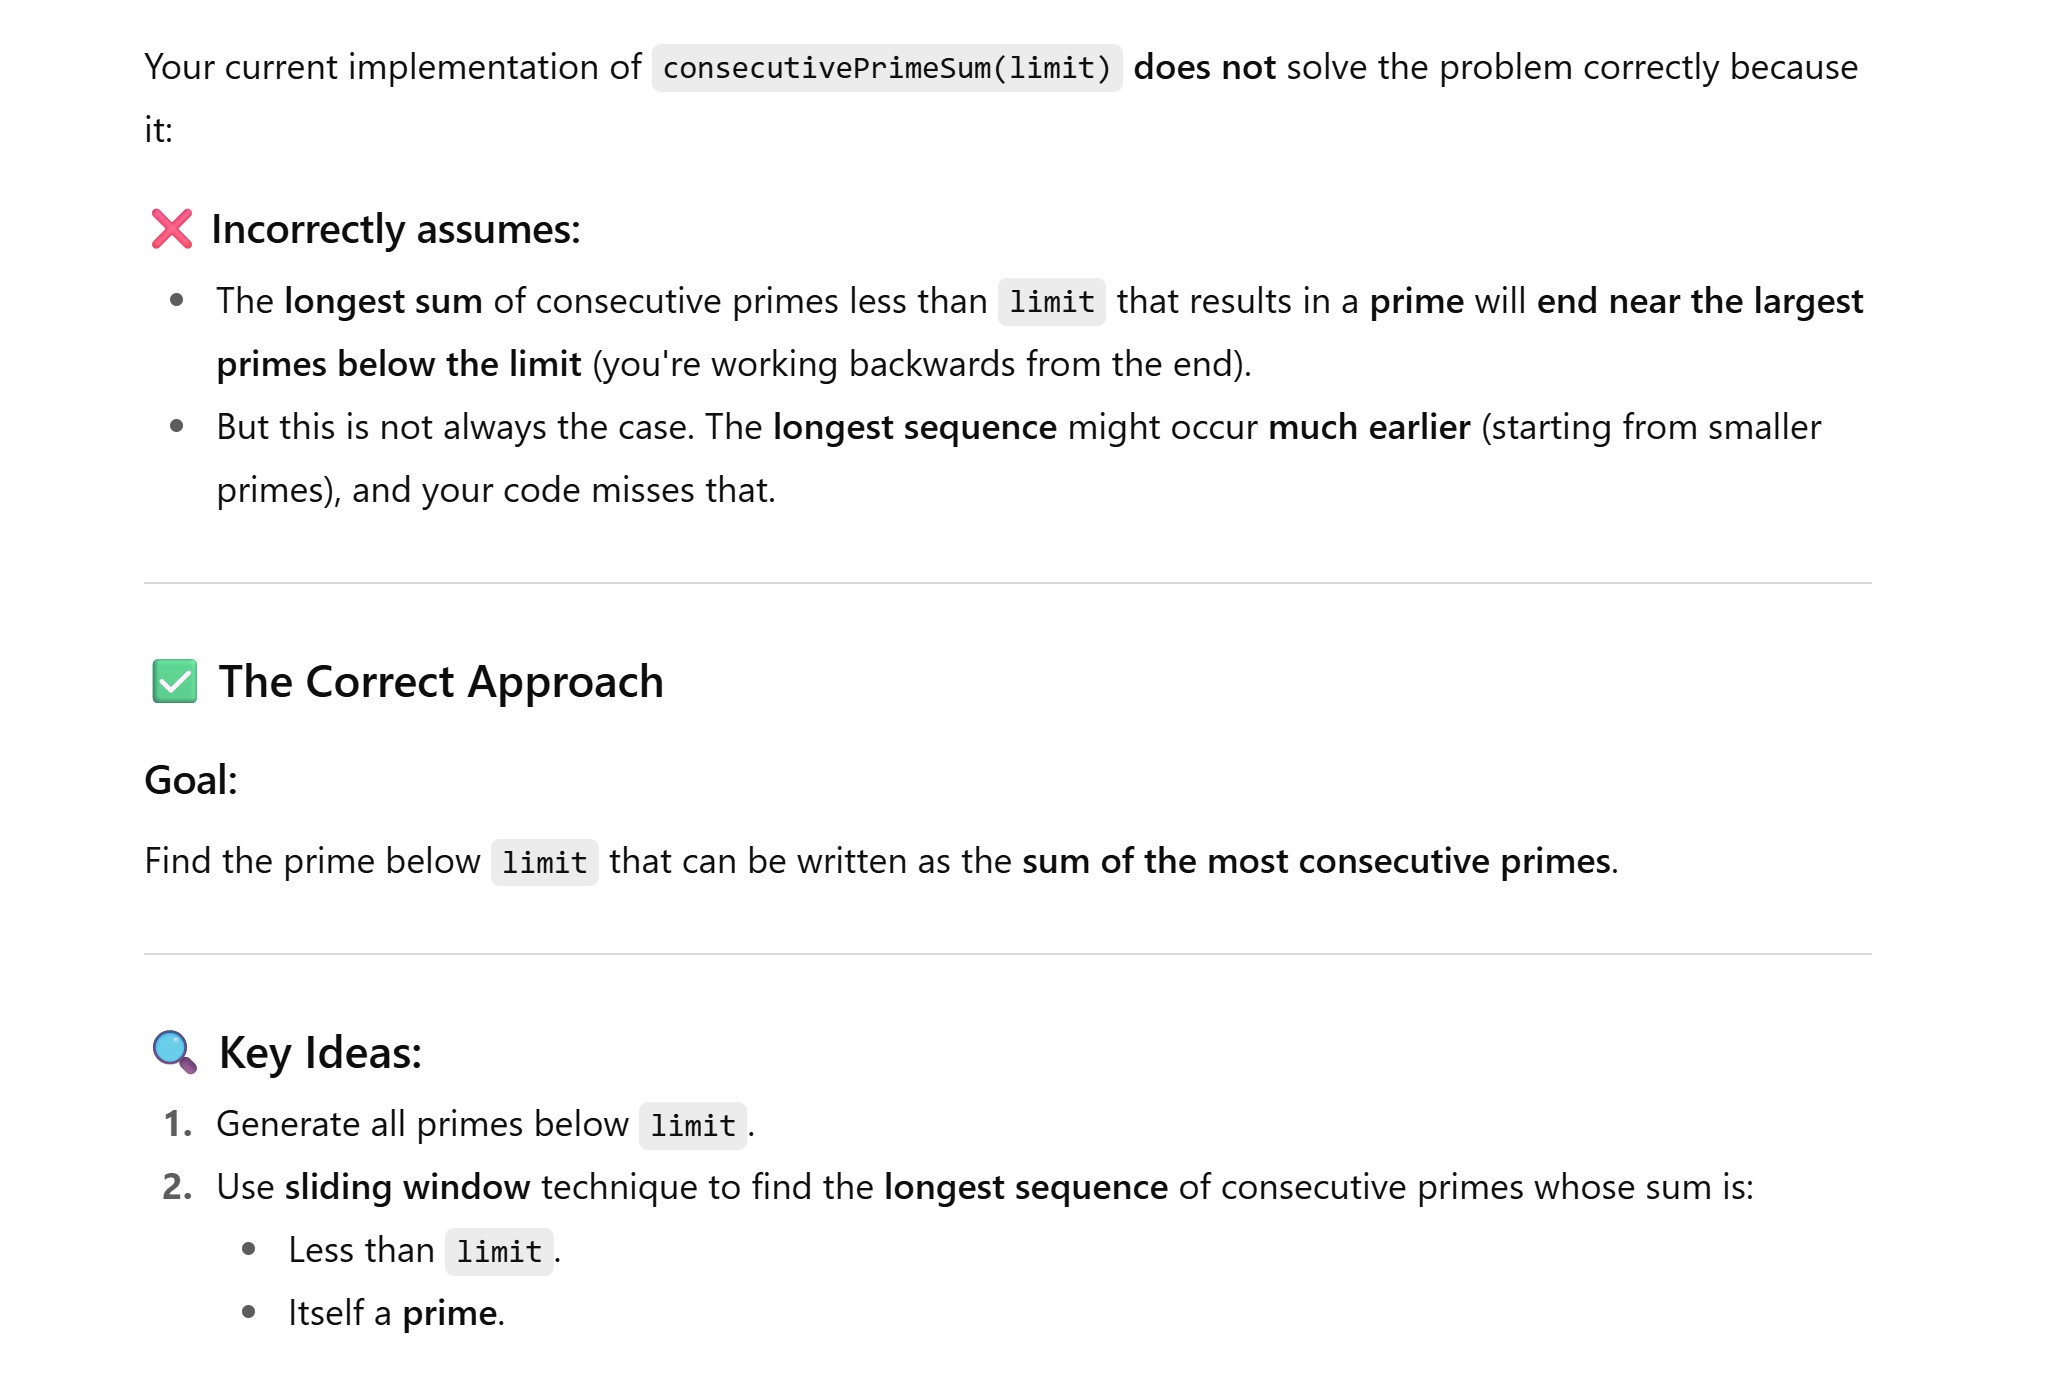 Your current implementation of consecutivePrimeSum(limit) does not solve the problem correctly because
it:
❌ Incorrectly assumes:
• The longest sum of consecutive primes less than limit that results in a prime will end near the largest
primes below the limit (you're working backwards from the end).
• But this is not always the case. The longest sequence might occur much earlier (starting from smaller
primes), and your code misses that.
✅ The Correct Approach
Goal:
Find the prime below limit that can be written as the sum of the most consecutive primes.
🔍 Key Ideas:
1. Generate all primes below limit.
2. Use sliding window technique to find the longest sequence of consecutive primes whose sum is:
• Less than limit.
• Itself a prime.